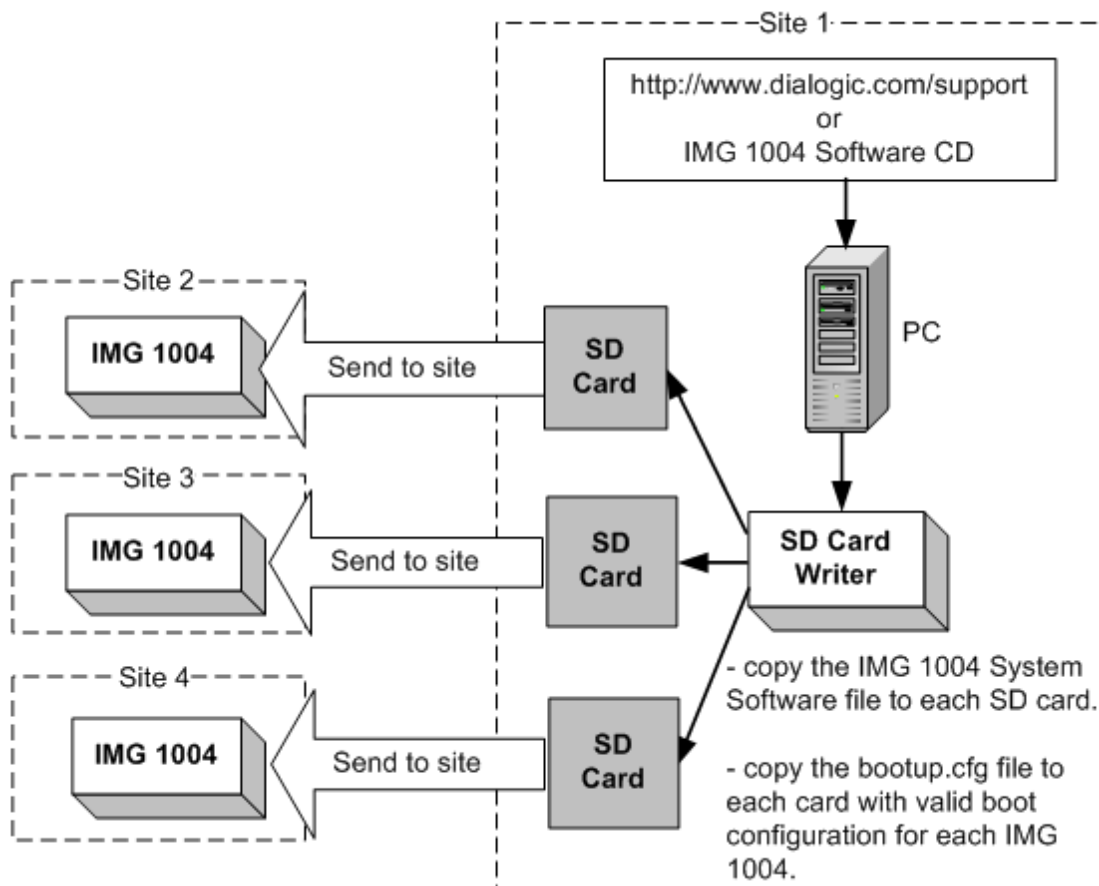 Site 1
http://www.dialogic.com/support
or
IMG 1004 Software CD
PC
Site 2
IMG 1004
Send to site
SD
Card
Site 3
IMG 1004
Send to site
SD
Card
SD Card
Writer
Site 4
IMG 1004
Send to site
SD
Card
- copy the IMG 1004 System
Software file to each SD card.
- copy the bootup.cfg file to
each card with valid boot
configuration for each IMG
1004.